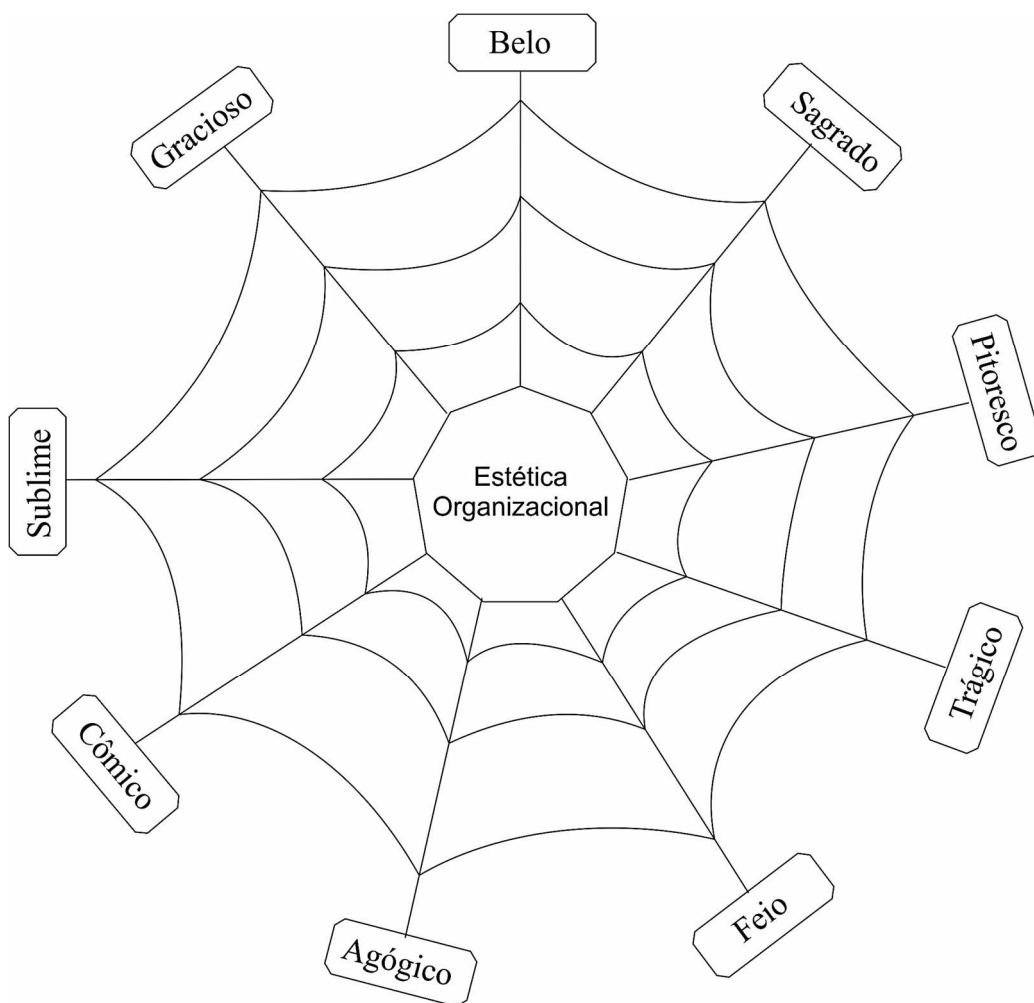 Belo
Gracioso
Sagrado
Pitoresco
Sublime
Estética
Organizacional
Trágico
Cômico
Feio
Agógico